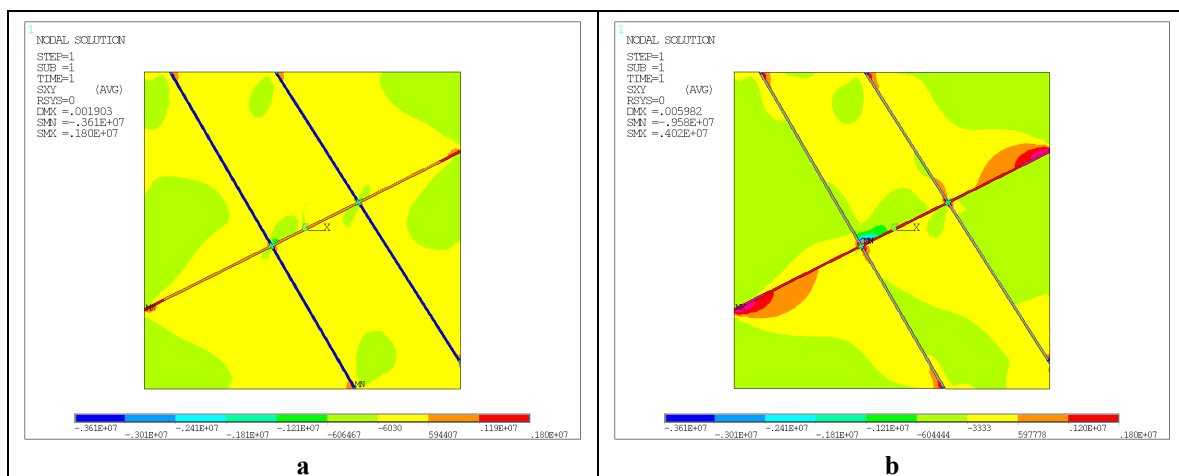 1
NODAL SOLUTION
STEP=1
SUB =1
TIME=1
SXY (AVG)
RSYS=0
DMX =.001903
SMN =-.361E+07
SMX =.180E+07
X
MX
MN
-.361E+07 -.301E+07 -.241E+07 -.181E+07 -.121E+07 -606467 -6030 594407 .119E+07 .180E+07
a
1
NODAL SOLUTION
STEP=1
SUB =1
TIME=1
SXY (AVG)
RSYS=0
DMX =.005982
SMN =-.958E+07
SMX =.402E+07
X
MN
MX
-.361E+07 -.301E+07 -.241E+07 -.181E+07 -.121E+07 -604444 -3333 597778 .120E+07 .180E+07
b